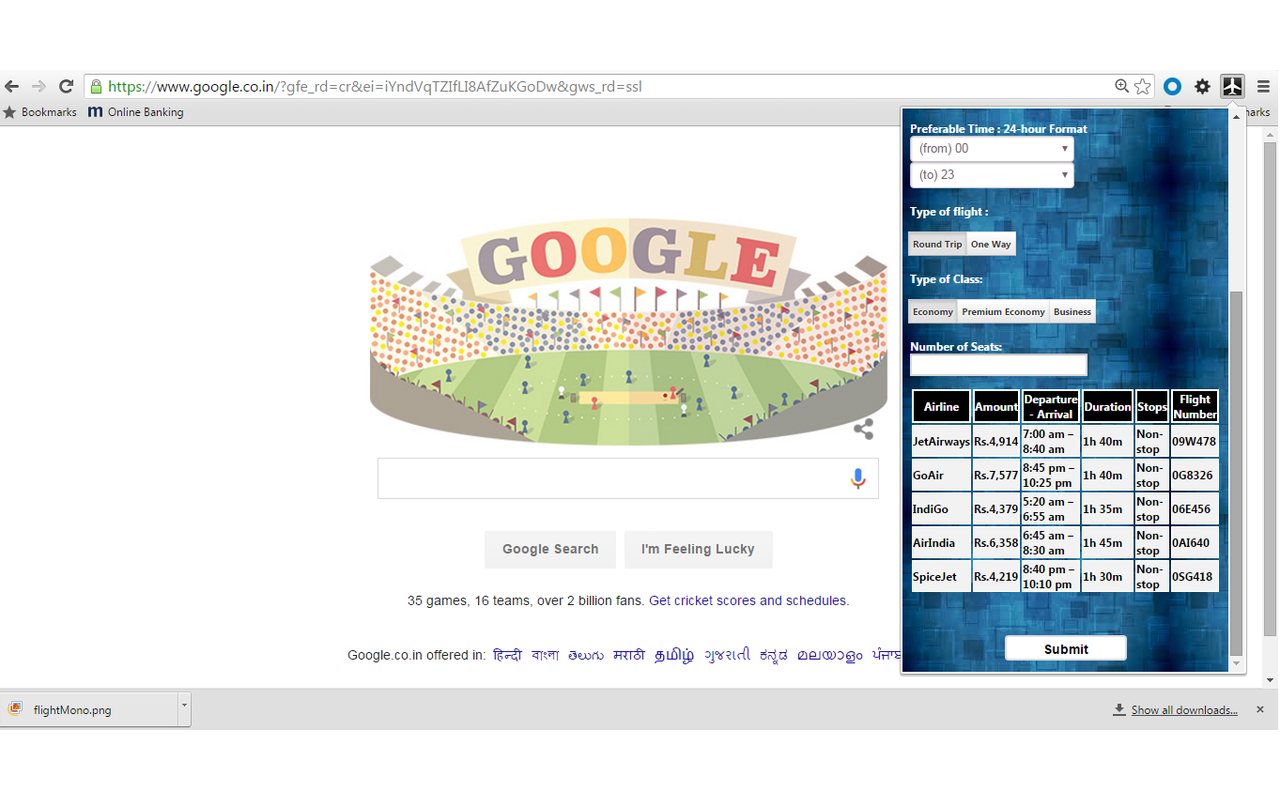 https://www.google.co.in/?gfe_rd=cr&ei=iYndVqTZIfLI8AfZuKGoDw&gws_rd=ssl
Bookmarks
m Online Banking
arks
GOOGLE
Google Search
I'm Feeling Lucky
35 games, 16 teams, over 2 billion fans. Get cricket scores and schedules.
Google.co.in offered in: हिन्दी বাংলা తెలుగు मराठी தமிழ் ગુજરાતી ಕನ್ನಡ മലയാളം
Preferable Time : 24-hour Format
(from) 00
(to) 23
Type of flight :
Round Trip One Way
Type of Class:
Economy Premium Economy Business
Number of Seats:
Airline Amount Departure - Arrival Duration Stops Flight Number
JetAirways Rs.4,914 7:00 am – 8:40 am 1h 40m Non-stop 09W478
GoAir Rs.7,577 8:45 pm – 10:25 pm 1h 40m Non-stop 0G8326
IndiGo Rs.4,379 5:20 am – 6:55 am 1h 35m Non-stop 06E456
AirIndia Rs.6,358 6:45 am – 8:30 am 1h 45m Non-stop 0AI640
SpiceJet Rs.4,219 8:40 pm – 10:10 pm 1h 30m Non-stop 0SG418
Submit
flightMono.png
Show all downloads...